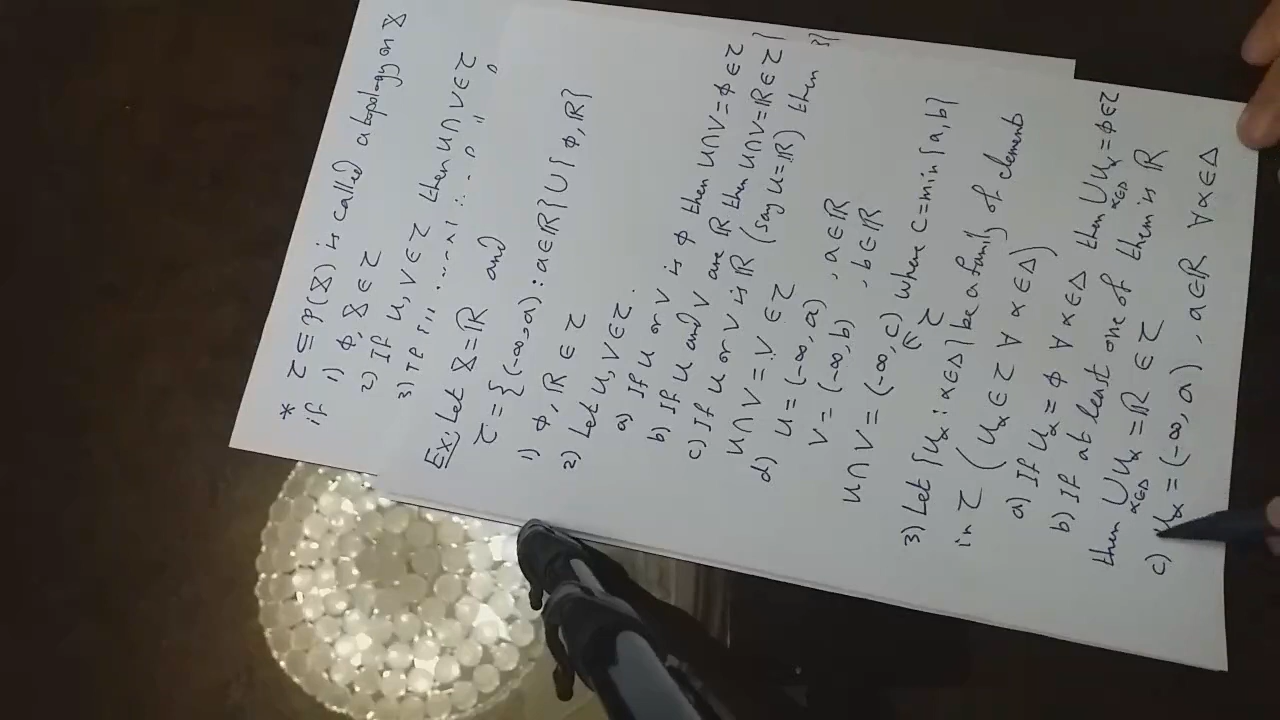 * τ ⊆ P(X) is called a topology on X
if 1) φ, X ∈ τ
2) If U, V ∈ τ then U ∩ V ∈ τ
3)
Ex: Let X = ℝ and
τ = {(-∞, a) : a ∈ ℝ} ∪ {φ, ℝ}
1) φ, ℝ ∈ τ
2) Let U, V ∈ τ.
a) If U or V is φ then U ∩ V = φ ∈ τ
b) If U and V are ℝ then U ∩ V = ℝ ∈ τ
c) If U or V is ℝ (say U = ℝ) then
U ∩ V = V ∈ τ
d) U = (-∞, a) , a ∈ ℝ
V = (-∞, b) , b ∈ ℝ
U ∩ V = (-∞, c) where c = min{a, b}
∈ τ
3) Let {Uα : α ∈ Δ} be a family of elements
in τ (Uα ∈ τ ∀ α ∈ Δ)
a) If Uα = φ ∀ α ∈ Δ then ∪ Uα = φ ∈ τ
α∈Δ
b) If at least one of them is ℝ
then ∪ Uα = ℝ ∈ τ
α∈Δ
c) Uα = (-∞, a) , a ∈ ℝ ∀ α ∈ Δ